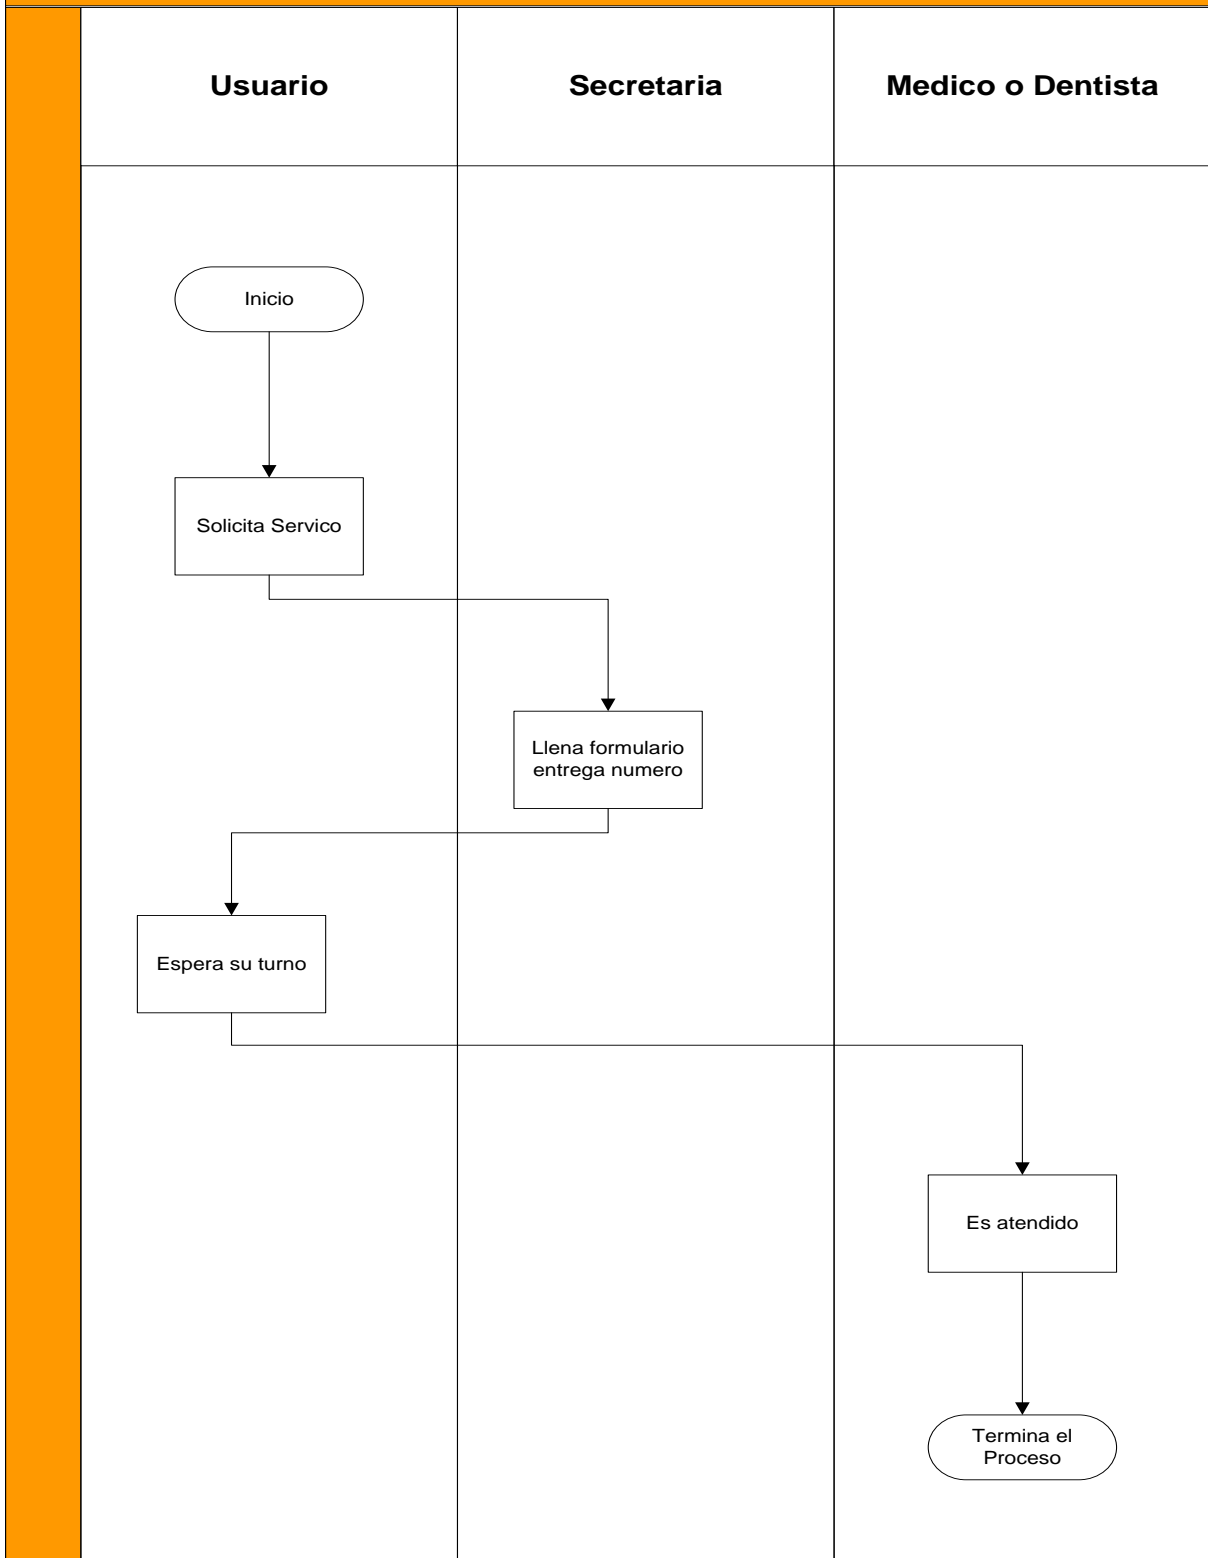 Usuario
Secretaria
Medico o Dentista
Inicio
Solicita Servico
Llena formulario
entrega numero
Espera su turno
Es atendido
Termina el
Proceso